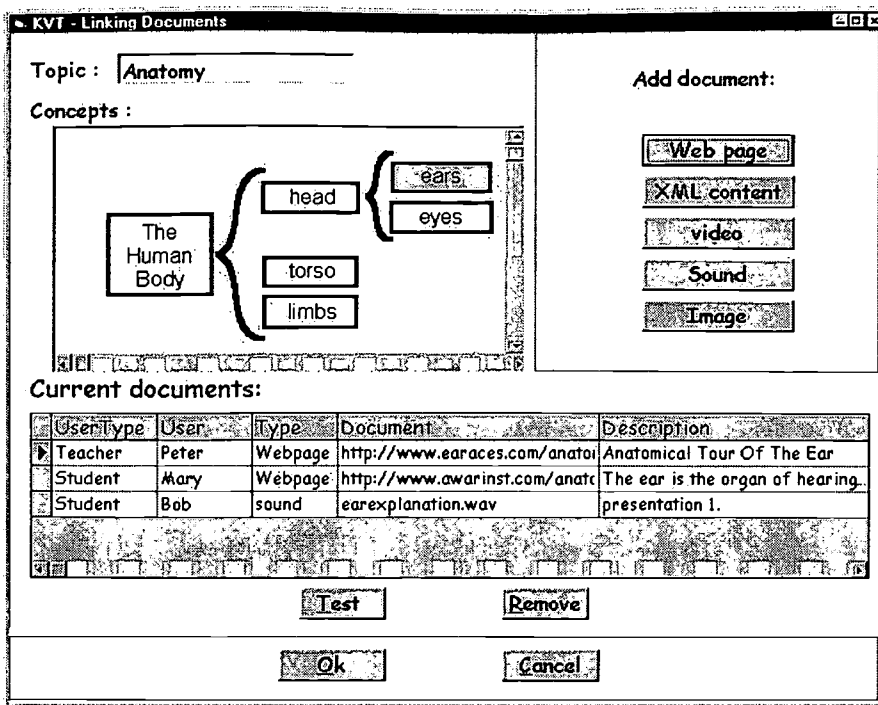 KVT - Linking Documents
Topic : Anatomy
Concepts :
The
Human
Body
head
torso
limbs
ears
eyes
Add document:
Web page
XML content
video
Sound
Image
Current documents:
UserType User Type Document Description
Teacher Peter Webpage http://www.earaces.com/anator Anatomical Tour Of The Ear
Student Mary Webpage http://www.awarinst.com/anatc The ear is the organ of hearing..
Student Bob sound earexplanation.wav presentation 1.
Test Remove
Ok Cancel